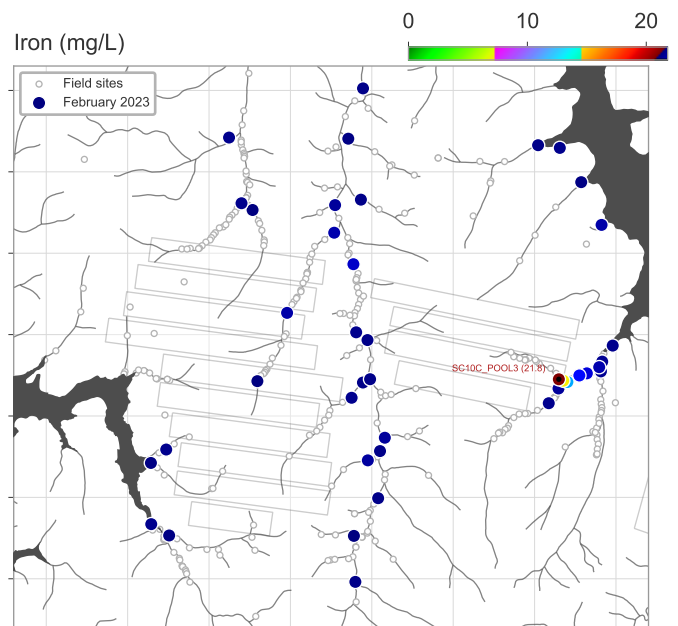 0 10 20
Iron (mg/L)
Field sites
February 2023
SC10C_POOL3 (21.8)